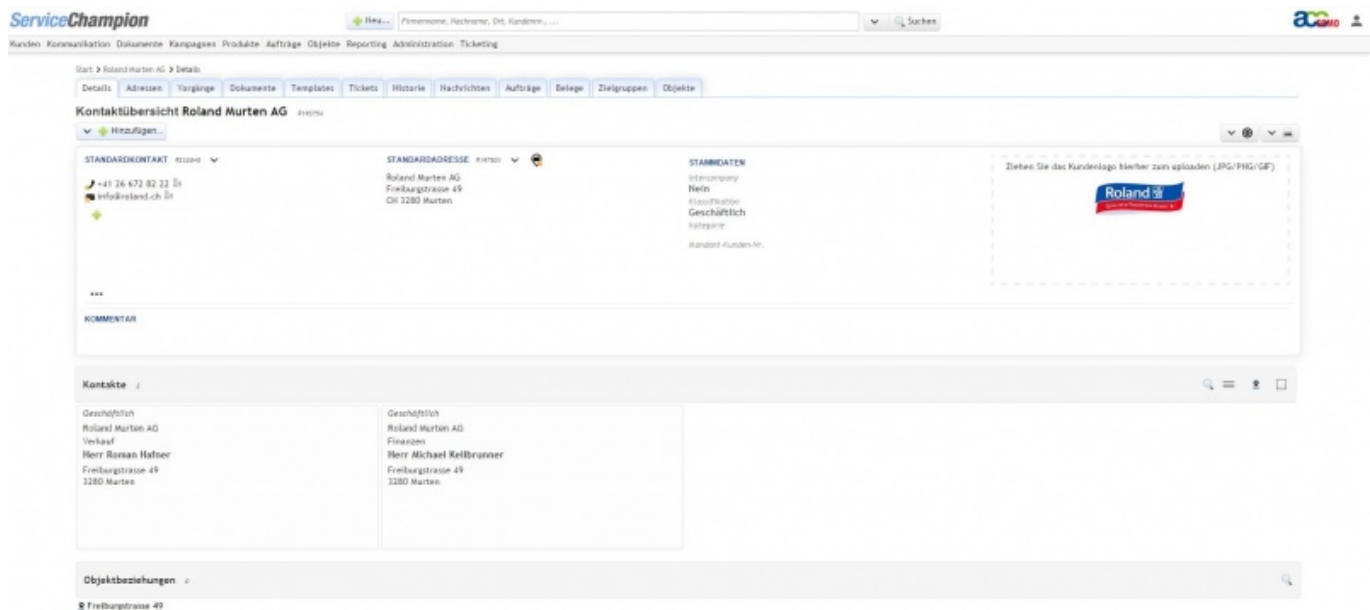 ServiceChampion
Neu...
Firmenname, Nachname, Ort, Kundennr.,....
Suchen
accomo
Kunden Kommunikation Dokumente Kampagnen Produkte Aufträge Objekte Reporting Administration Ticketing
Start > Roland Murten AG > Details
Details Adressen Vorgänge Dokumente Templates Tickets Historie Nachrichten Aufträge Belege Zielgruppen Objekte
Kontaktübersicht Roland Murten AG
Hinzufügen...
STANDARDKONTAKT
+41 26 672 82 22
info@roland.ch
STANDARDADRESSE
Roland Murten AG
Freiburgstrasse 49
CH 3280 Murten
STAMMDATEN
Intercompany
Nein
Klassifikation
Geschäftlich
Kategorie
Mandant-Kunden-Nr.
Ziehen Sie das Kundenlogo hierher zum uploaden (JPG/PNG/GIF)
Roland
...
KOMMENTAR
Kontakte 2
Geschäftlich
Roland Murten AG
Verkauf
Herr Roman Hafner
Freiburgstrasse 49
3280 Murten
Geschäftlich
Roland Murten AG
Finanzen
Herr Michael Kellbrunner
Freiburgstrasse 49
3280 Murten
Objektbeziehungen
Freiburgstrasse 49